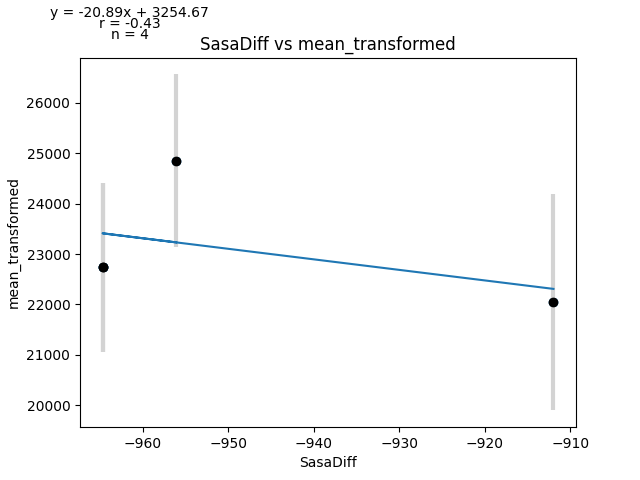 y = -20.89x + 3254.67
r = -0.43
n = 4
SasaDiff vs mean_transformed
26000
25000
24000
23000
22000
21000
20000
mean_transformed
−960
−950
−940
−930
−920
−910
SasaDiff